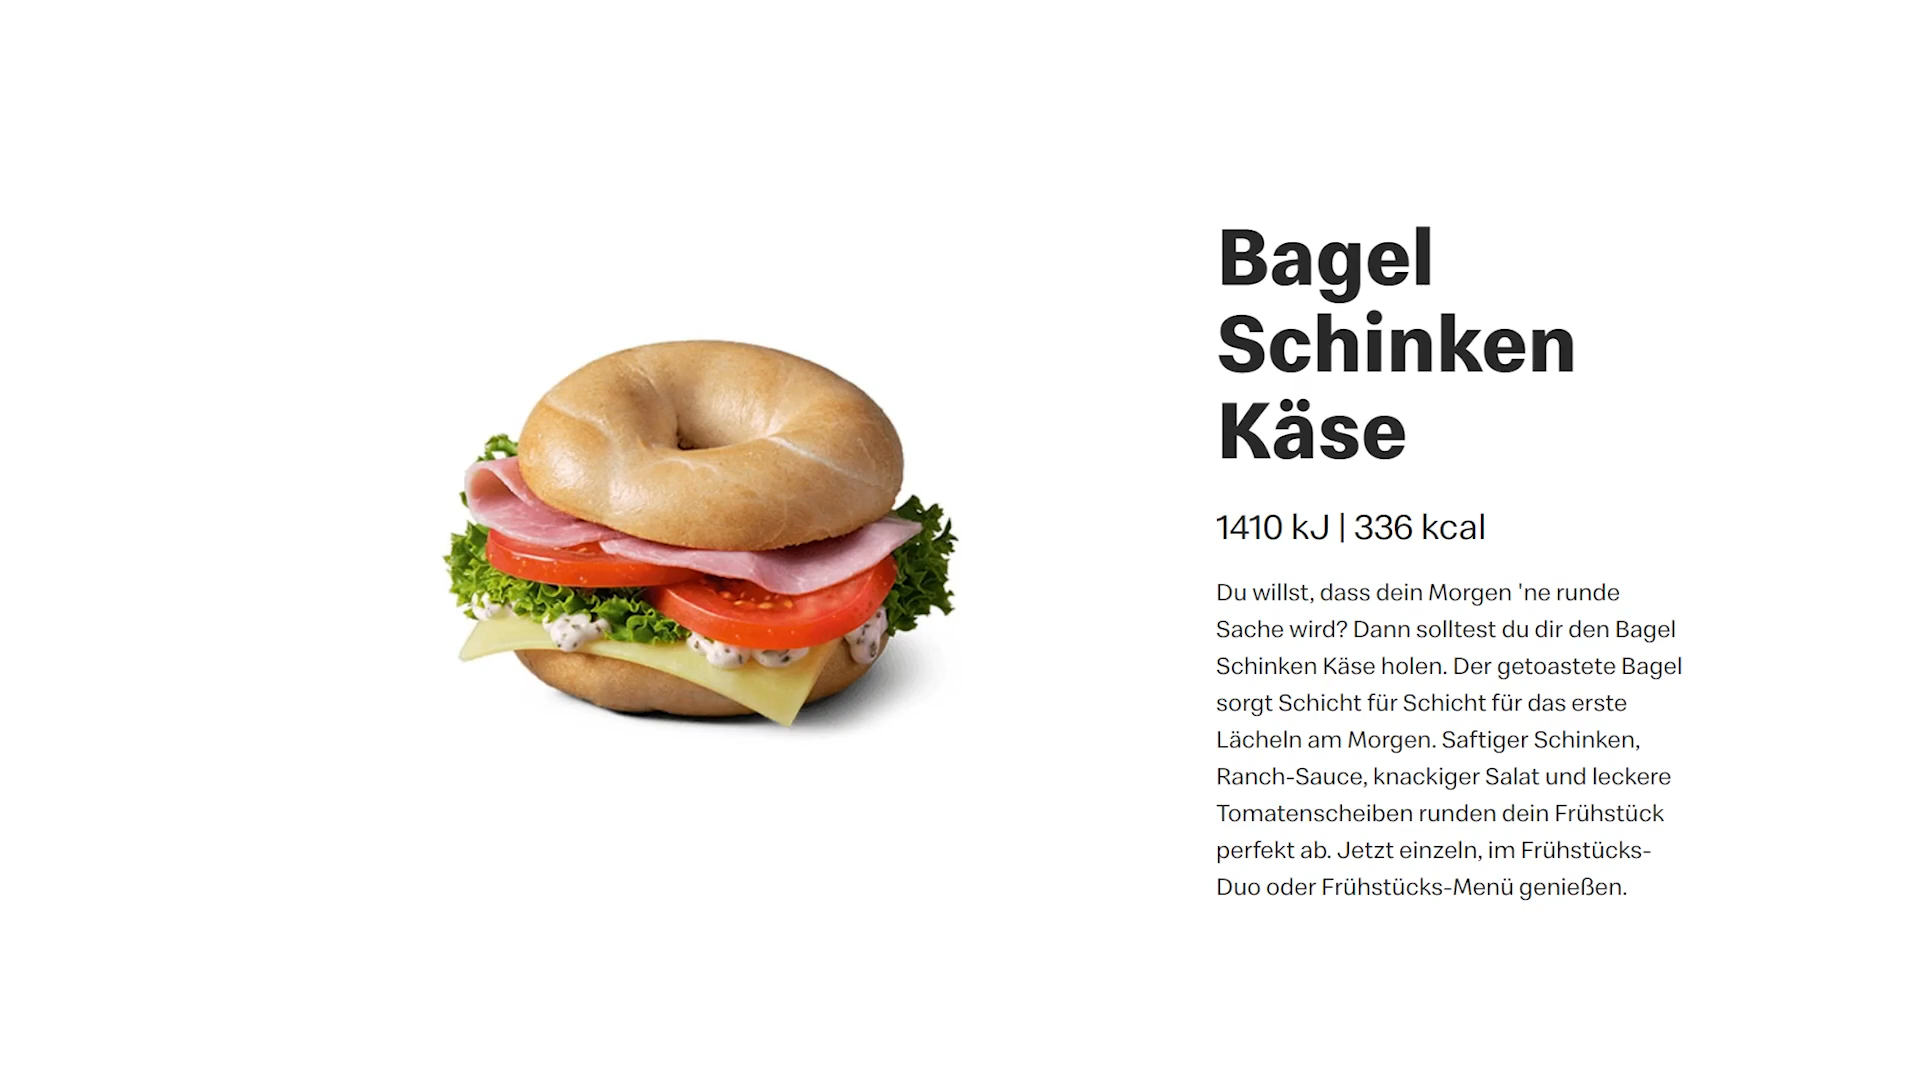 Bagel
Schinken
Käse
1410 kJ | 336 kcal
Du willst, dass dein Morgen 'ne runde
Sache wird? Dann solltest du dir den Bagel
Schinken Käse holen. Der getoastete Bagel
sorgt Schicht für Schicht für das erste
Lächeln am Morgen. Saftiger Schinken,
Ranch-Sauce, knackiger Salat und leckere
Tomatenscheiben runden dein Frühstück
perfekt ab. Jetzt einzeln, im Frühstücks-
Duo oder Frühstücks-Menü genießen.